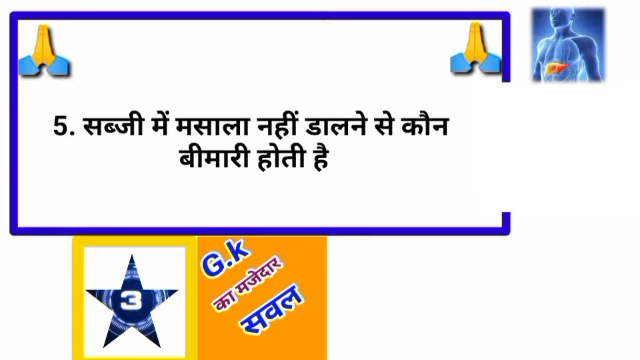 5. सब्जी में मसाला नहीं डालने से कौन
बीमारी होती है
3
G.k
का मजेदार
सवल